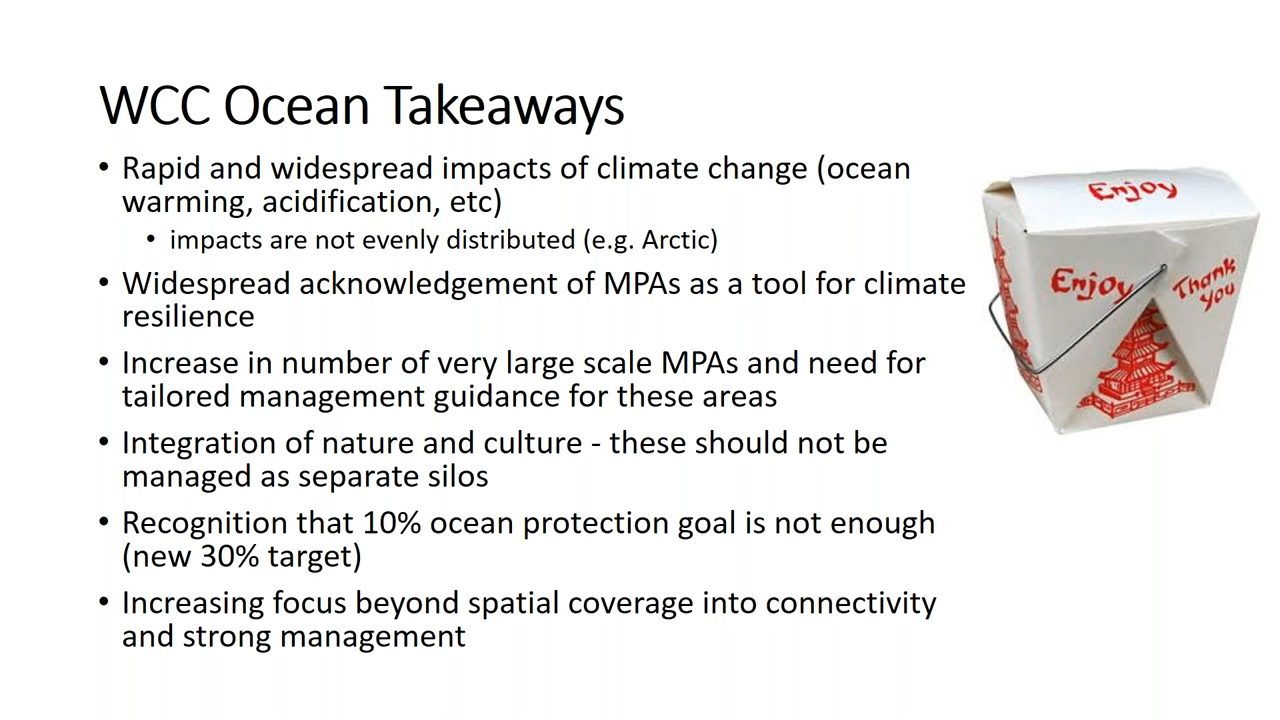 WCC Ocean Takeaways
• Rapid and widespread impacts of climate change (ocean
warming, acidification, etc)
• impacts are not evenly distributed (e.g. Arctic)
• Widespread acknowledgement of MPAs as a tool for climate
resilience
• Increase in number of very large scale MPAs and need for
tailored management guidance for these areas
• Integration of nature and culture - these should not be
managed as separate silos
• Recognition that 10% ocean protection goal is not enough
(new 30% target)
• Increasing focus beyond spatial coverage into connectivity
and strong management
Enjoy
Enjoy
Thank
You